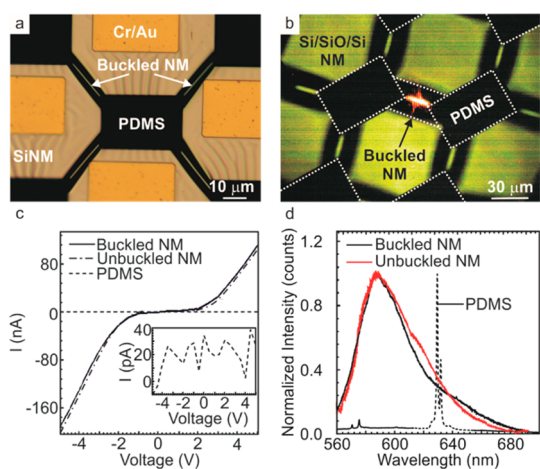 a
Cr/Au
Buckled NM
PDMS
SiNM
10 μm
b
Si/SiO/Si
NM
PDMS
Buckled
NM
30 μm
c
Buckled NM
Unbuckled NM
PDMS
I (nA)
80
0
-80
-160
-4 -2 0 2 4
Voltage (V)
I (pA)
40
20
0
-4 -2 0 2 4
Voltage (V)
d
Buckled NM
Unbuckled NM
PDMS
Normalized Intensity (counts)
1.2
0.8
0.4
0
560 600 640 680
Wavelength (nm)